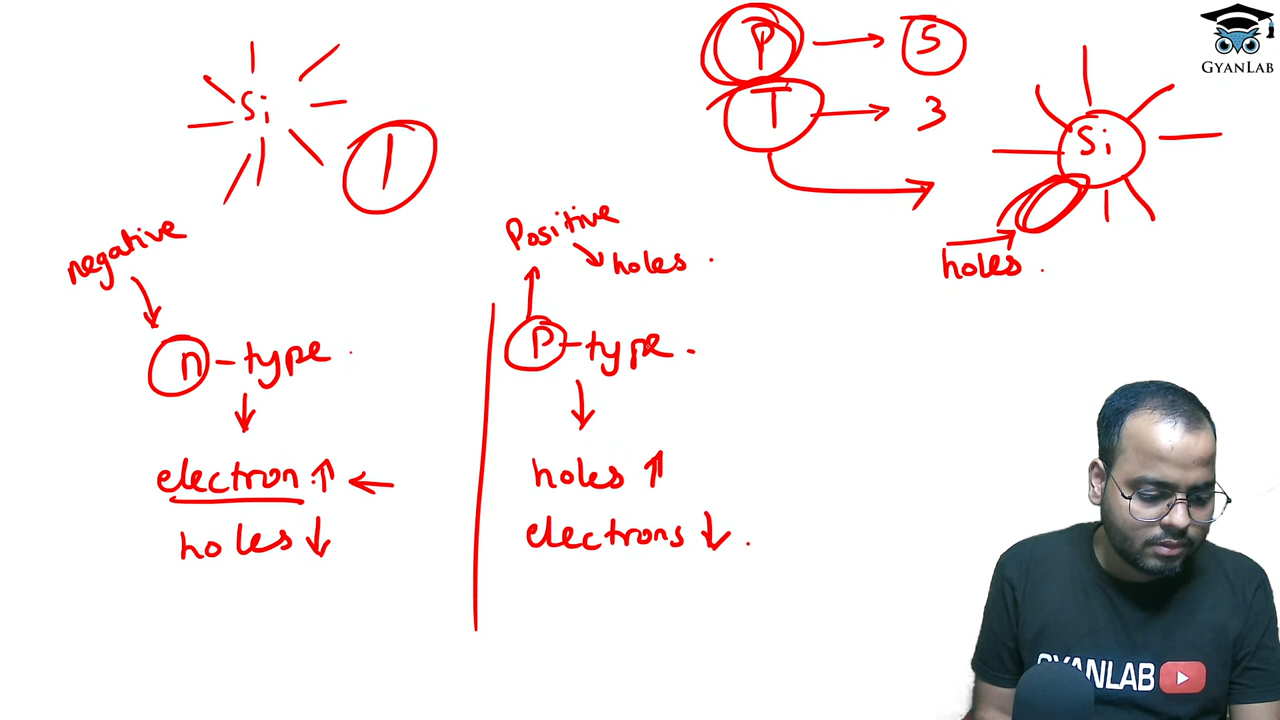 P → 5
T → 3
Si
Si
1
holes.
negative
n - type.
electron ↑ ←
holes ↓
Positive
holes.
P - type.
holes ↑
electrons ↓.
GYANLAB
GYANLAB